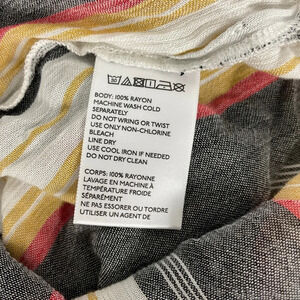 BODY: 100% RAYON
MACHINE WASH COLD
SEPARATELY
DO NOT WRING OR TWIST
USE ONLY NON-CHLORINE
BLEACH
LINE DRY
USE COOL IRON IF NEEDED
DO NOT DRY CLEAN
CORPS: 100% RAYONNE
LAVAGE EN MACHINE À
TEMPÉRATURE FROIDE
SÉPARÉMENT
NE PAS ESSORER OU TORDRE
UTILISER UN AGENT DE